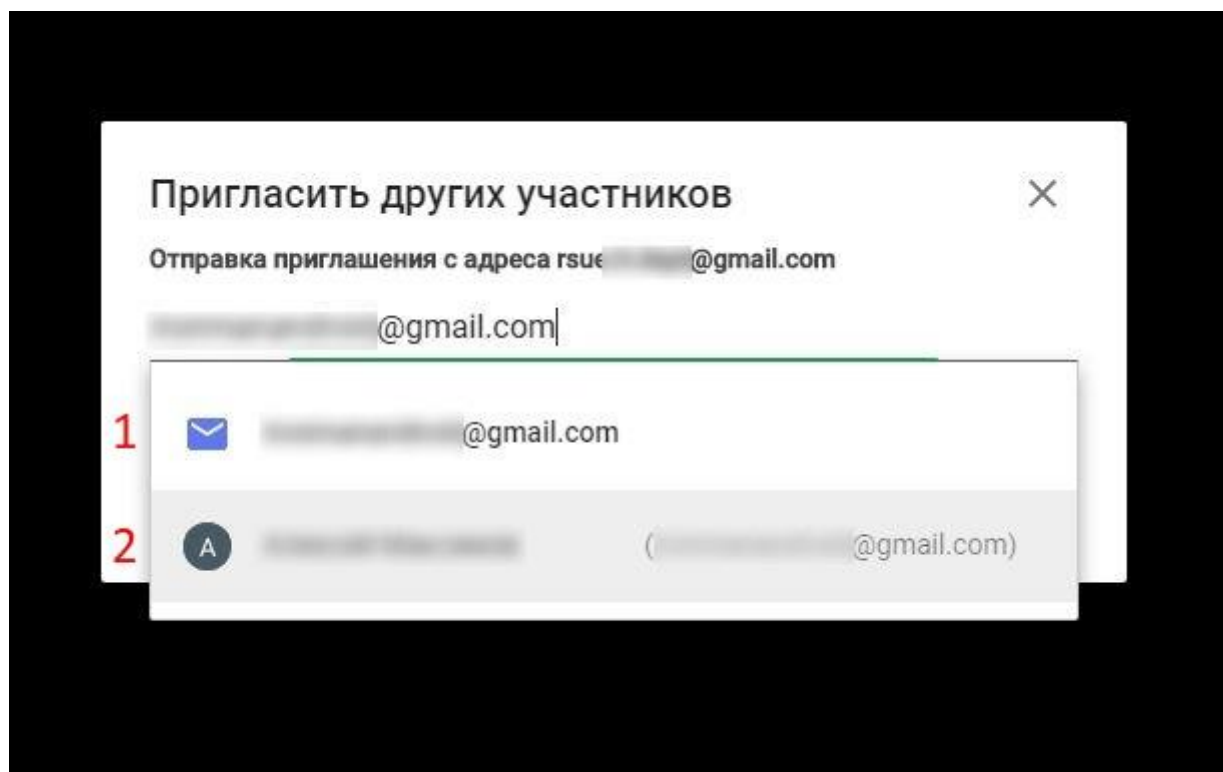 Пригласить других участников
Отправка приглашения с адреса rsue @gmail.com
@gmail.com
1 @gmail.com
2 A ( @gmail.com)